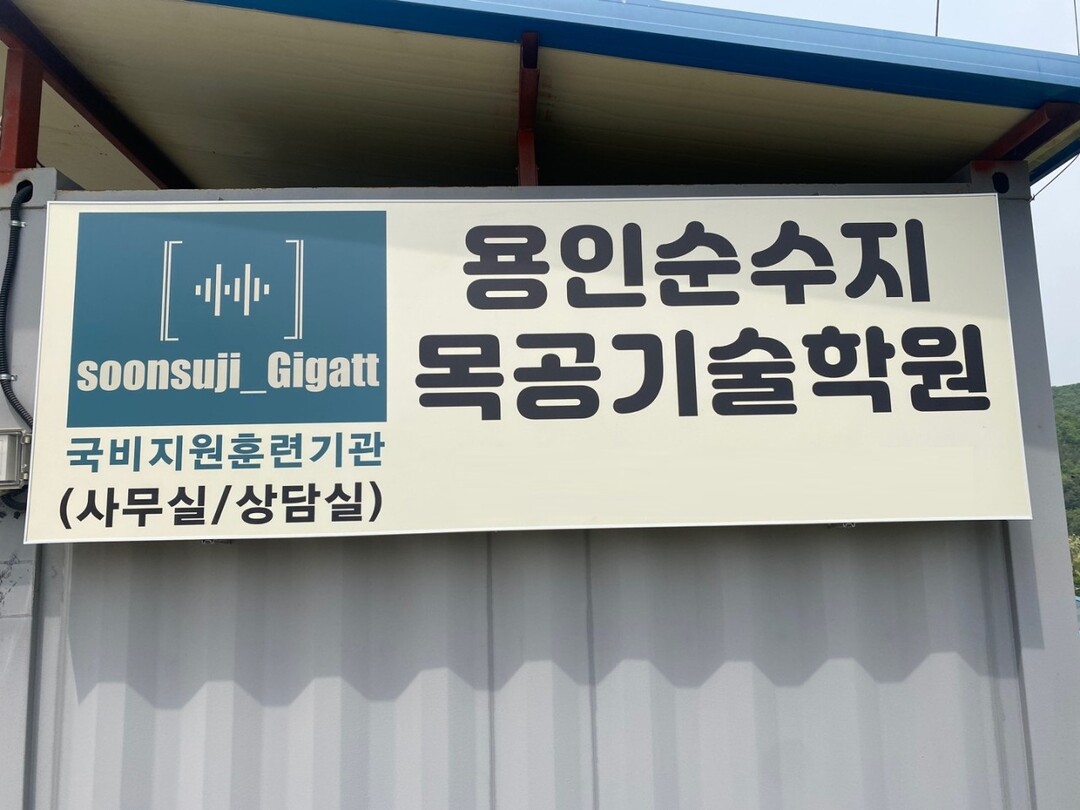 soonsuji_Gigatt
국비지원훈련기관
(사무실/상담실)
용인순수지
목공기술학원